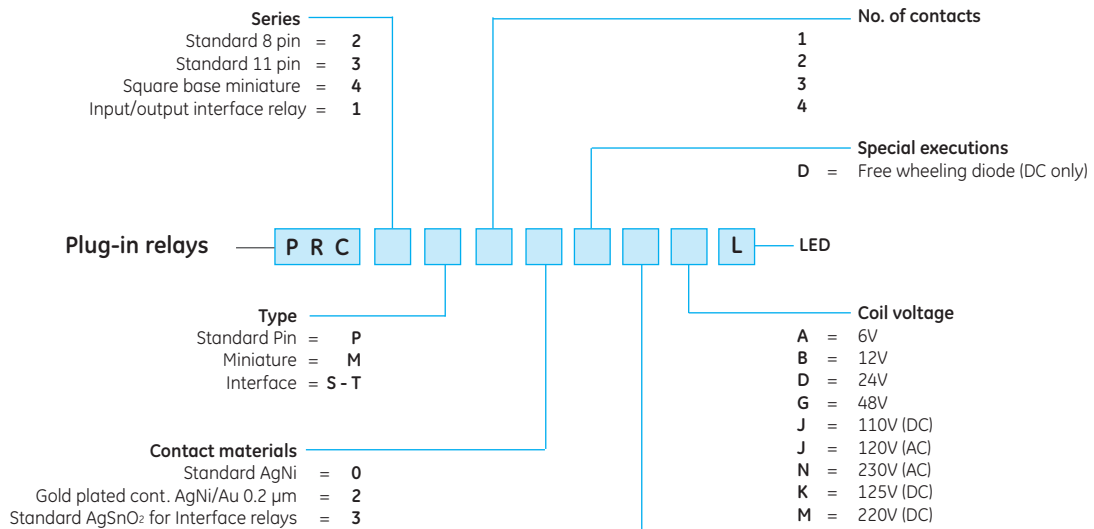 Series
Standard 8 pin = 2
Standard 11 pin = 3
Square base miniature = 4
Input/output interface relay = 1
No. of contacts
1
2
3
4
Special executions
D = Free wheeling diode (DC only)
Plug-in relays P R C L LED
Type
Standard Pin = P
Miniature = M
Interface = S - T
Contact materials
Standard AgNi = 0
Gold plated cont. AgNi/Au 0.2 μm = 2
Standard AgSnO₂ for Interface relays = 3
Coil voltage
A = 6V
B = 12V
D = 24V
G = 48V
J = 110V (DC)
J = 120V (AC)
N = 230V (AC)
K = 125V (DC)
M = 220V (DC)